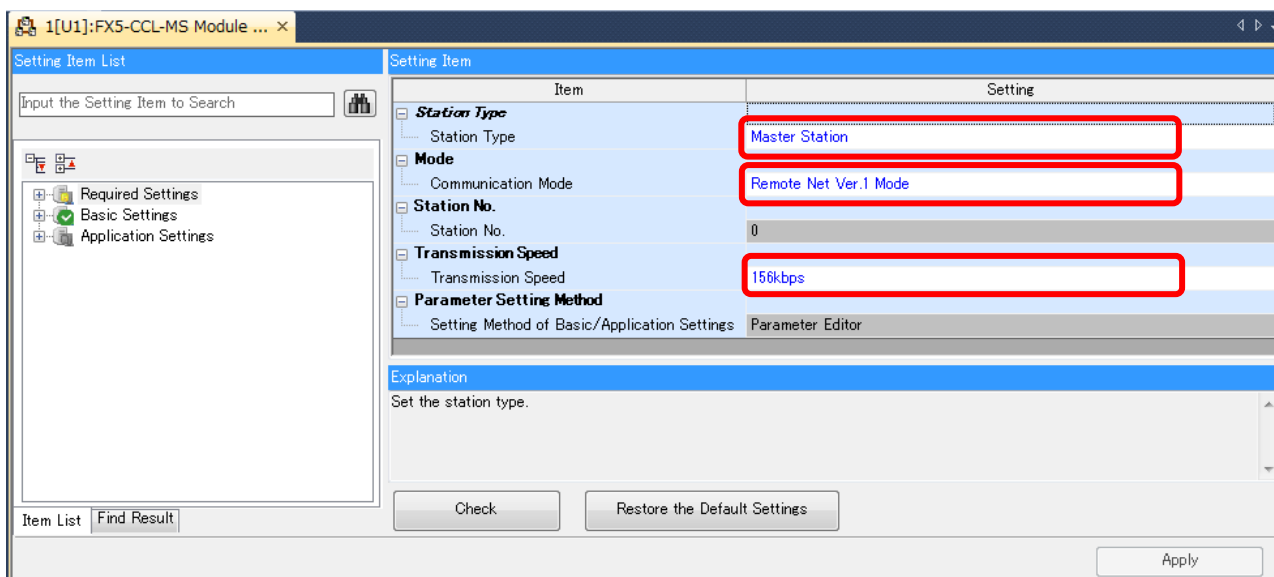 1[U1]:FX5-CCL-MS Module ...
Setting Item List
Input the Setting Item to Search
Required Settings
Basic Settings
Application Settings
Item List
Find Result
Setting Item
Item Setting
Station Type
Station Type Master Station
Mode
Communication Mode Remote Net Ver.1 Mode
Station No.
Station No. 0
Transmission Speed
Transmission Speed 156kbps
Parameter Setting Method
Setting Method of Basic/Application Settings Parameter Editor
Explanation
Set the station type.
Check
Restore the Default Settings
Apply